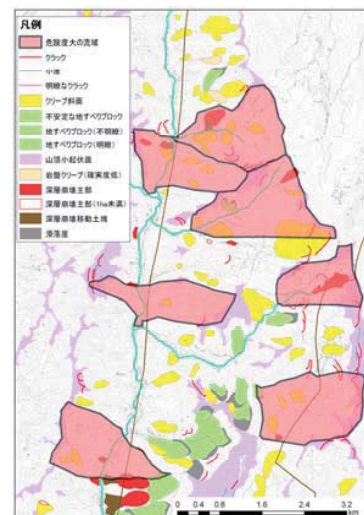 凡例
危険度大の流域
クラック
小崖
明瞭なクラック
クリープ斜面
不安定な地すべりブロック
地すべりブロック(不明瞭)
地すべりブロック(明瞭)
山頂小起伏面
岩盤クリープ(確実度低)
深層崩壊主部
深層崩壊主部(1ha未満)
深層崩壊移動土塊
滑落崖
0 0.4 0.8 1.6 2.4 3.2
km